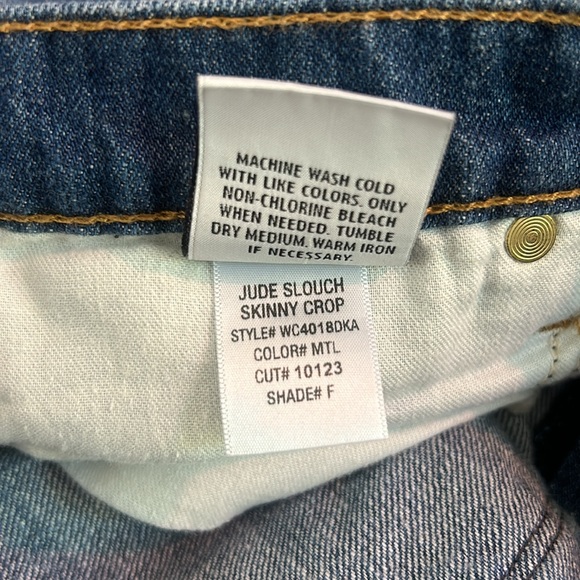 MACHINE WASH COLD
WITH LIKE COLORS. ONLY
NON-CHLORINE BLEACH
WHEN NEEDED. TUMBLE
DRY MEDIUM. WARM IRON
IF NECESSARY.
JUDE SLOUCH
SKINNY CROP
STYLE# WC4018DKA
COLOR# MTL
CUT# 10123
SHADE# F